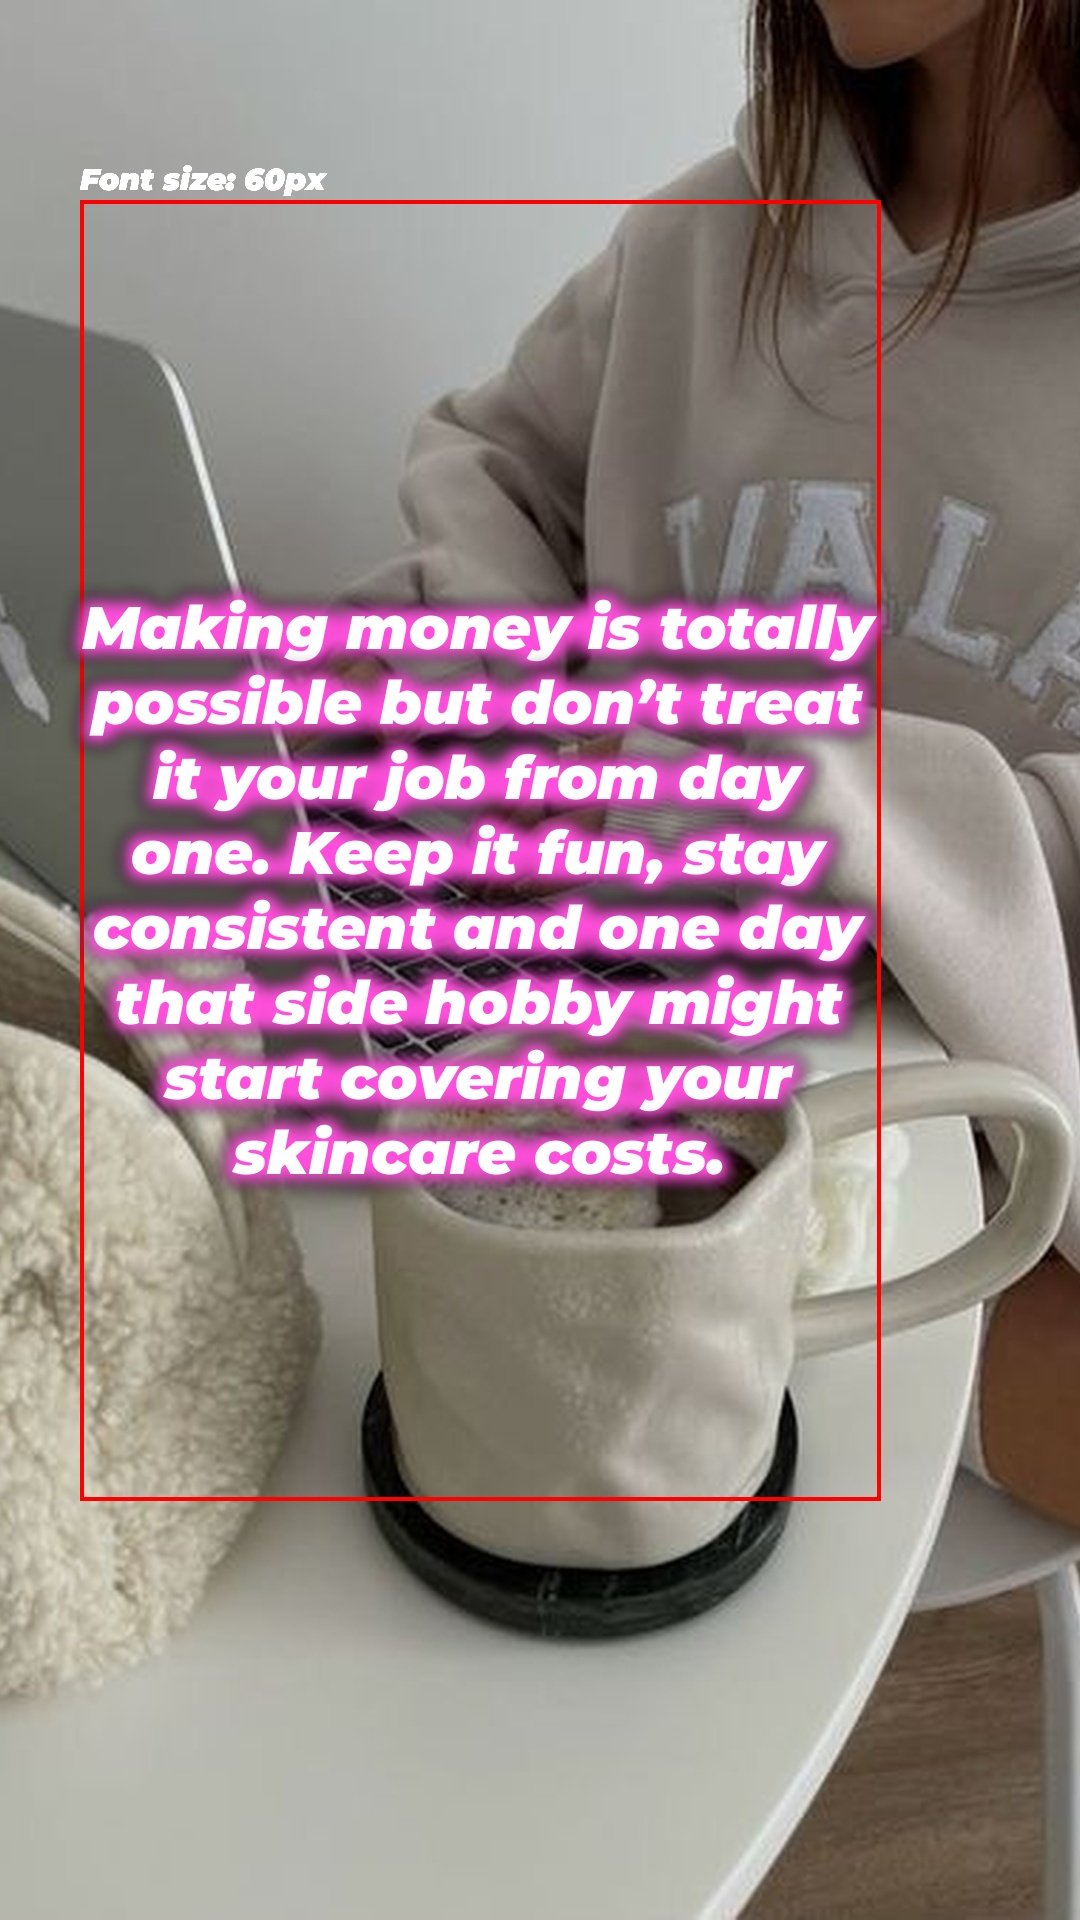 Font size: 60px
VALA
Making money is totally
possible but don’t treat
it your job from day
one. Keep it fun, stay
consistent and one day
that side hobby might
start covering your
skincare costs.